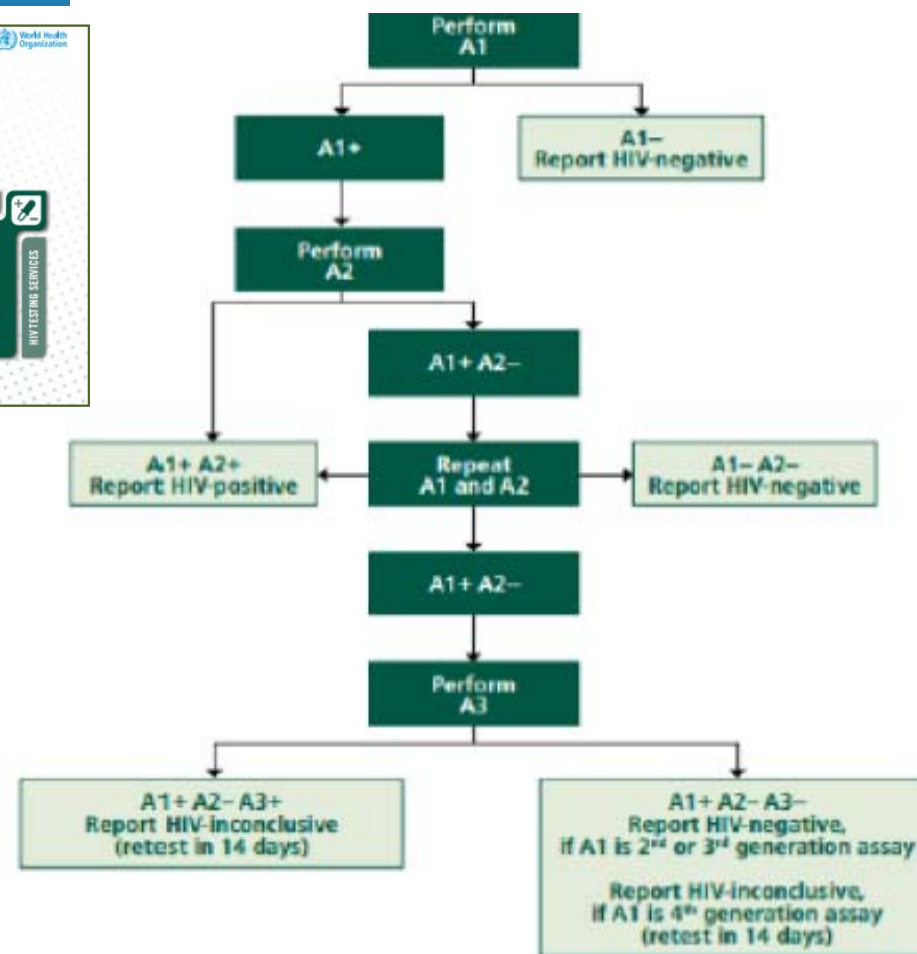 World Health
Organization
HIV TESTING SERVICES
Perform
A1
A1+
A1–
Report HIV-negative
Perform
A2
A1+ A2–
A1+ A2+
Report HIV-positive
Repeat
A1 and A2
A1– A2–
Report HIV-negative
A1+ A2–
Perform
A3
A1+ A2– A3+
Report HIV-inconclusive
(retest in 14 days)
A1+ A2– A3–
Report HIV-negative,
if A1 is 2nd or 3rd generation assay
Report HIV-inconclusive,
if A1 is 4th generation assay
(retest in 14 days)